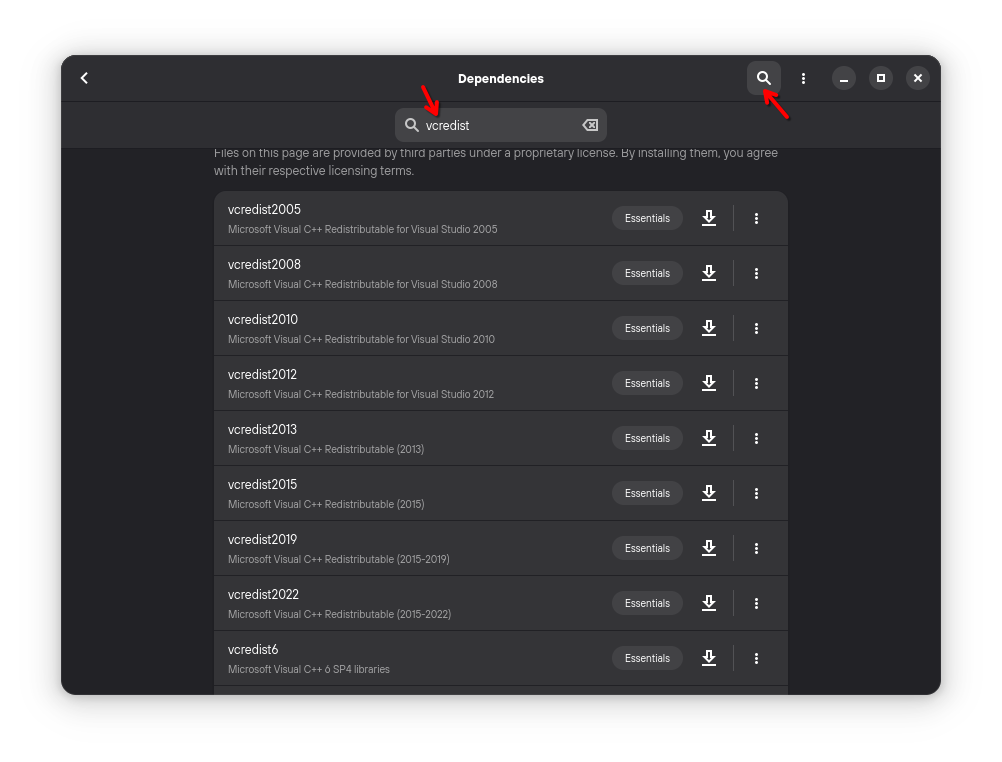 Dependencies
vcredist
Files on this page are provided by third parties under a proprietary license. By installing them, you agree
with their respective licensing terms.
vcredist2005
Essentials
Microsoft Visual C++ Redistributable for Visual Studio 2005
vcredist2008
Essentials
Microsoft Visual C++ Redistributable for Visual Studio 2008
vcredist2010
Essentials
Microsoft Visual C++ Redistributable for Visual Studio 2010
vcredist2012
Essentials
Microsoft Visual C++ Redistributable for Visual Studio 2012
vcredist2013
Essentials
Microsoft Visual C++ Redistributable (2013)
vcredist2015
Essentials
Microsoft Visual C++ Redistributable (2015)
vcredist2019
Essentials
Microsoft Visual C++ Redistributable (2015-2019)
vcredist2022
Essentials
Microsoft Visual C++ Redistributable (2015-2022)
vcredist6
Essentials
Microsoft Visual C++ 6 SP4 libraries